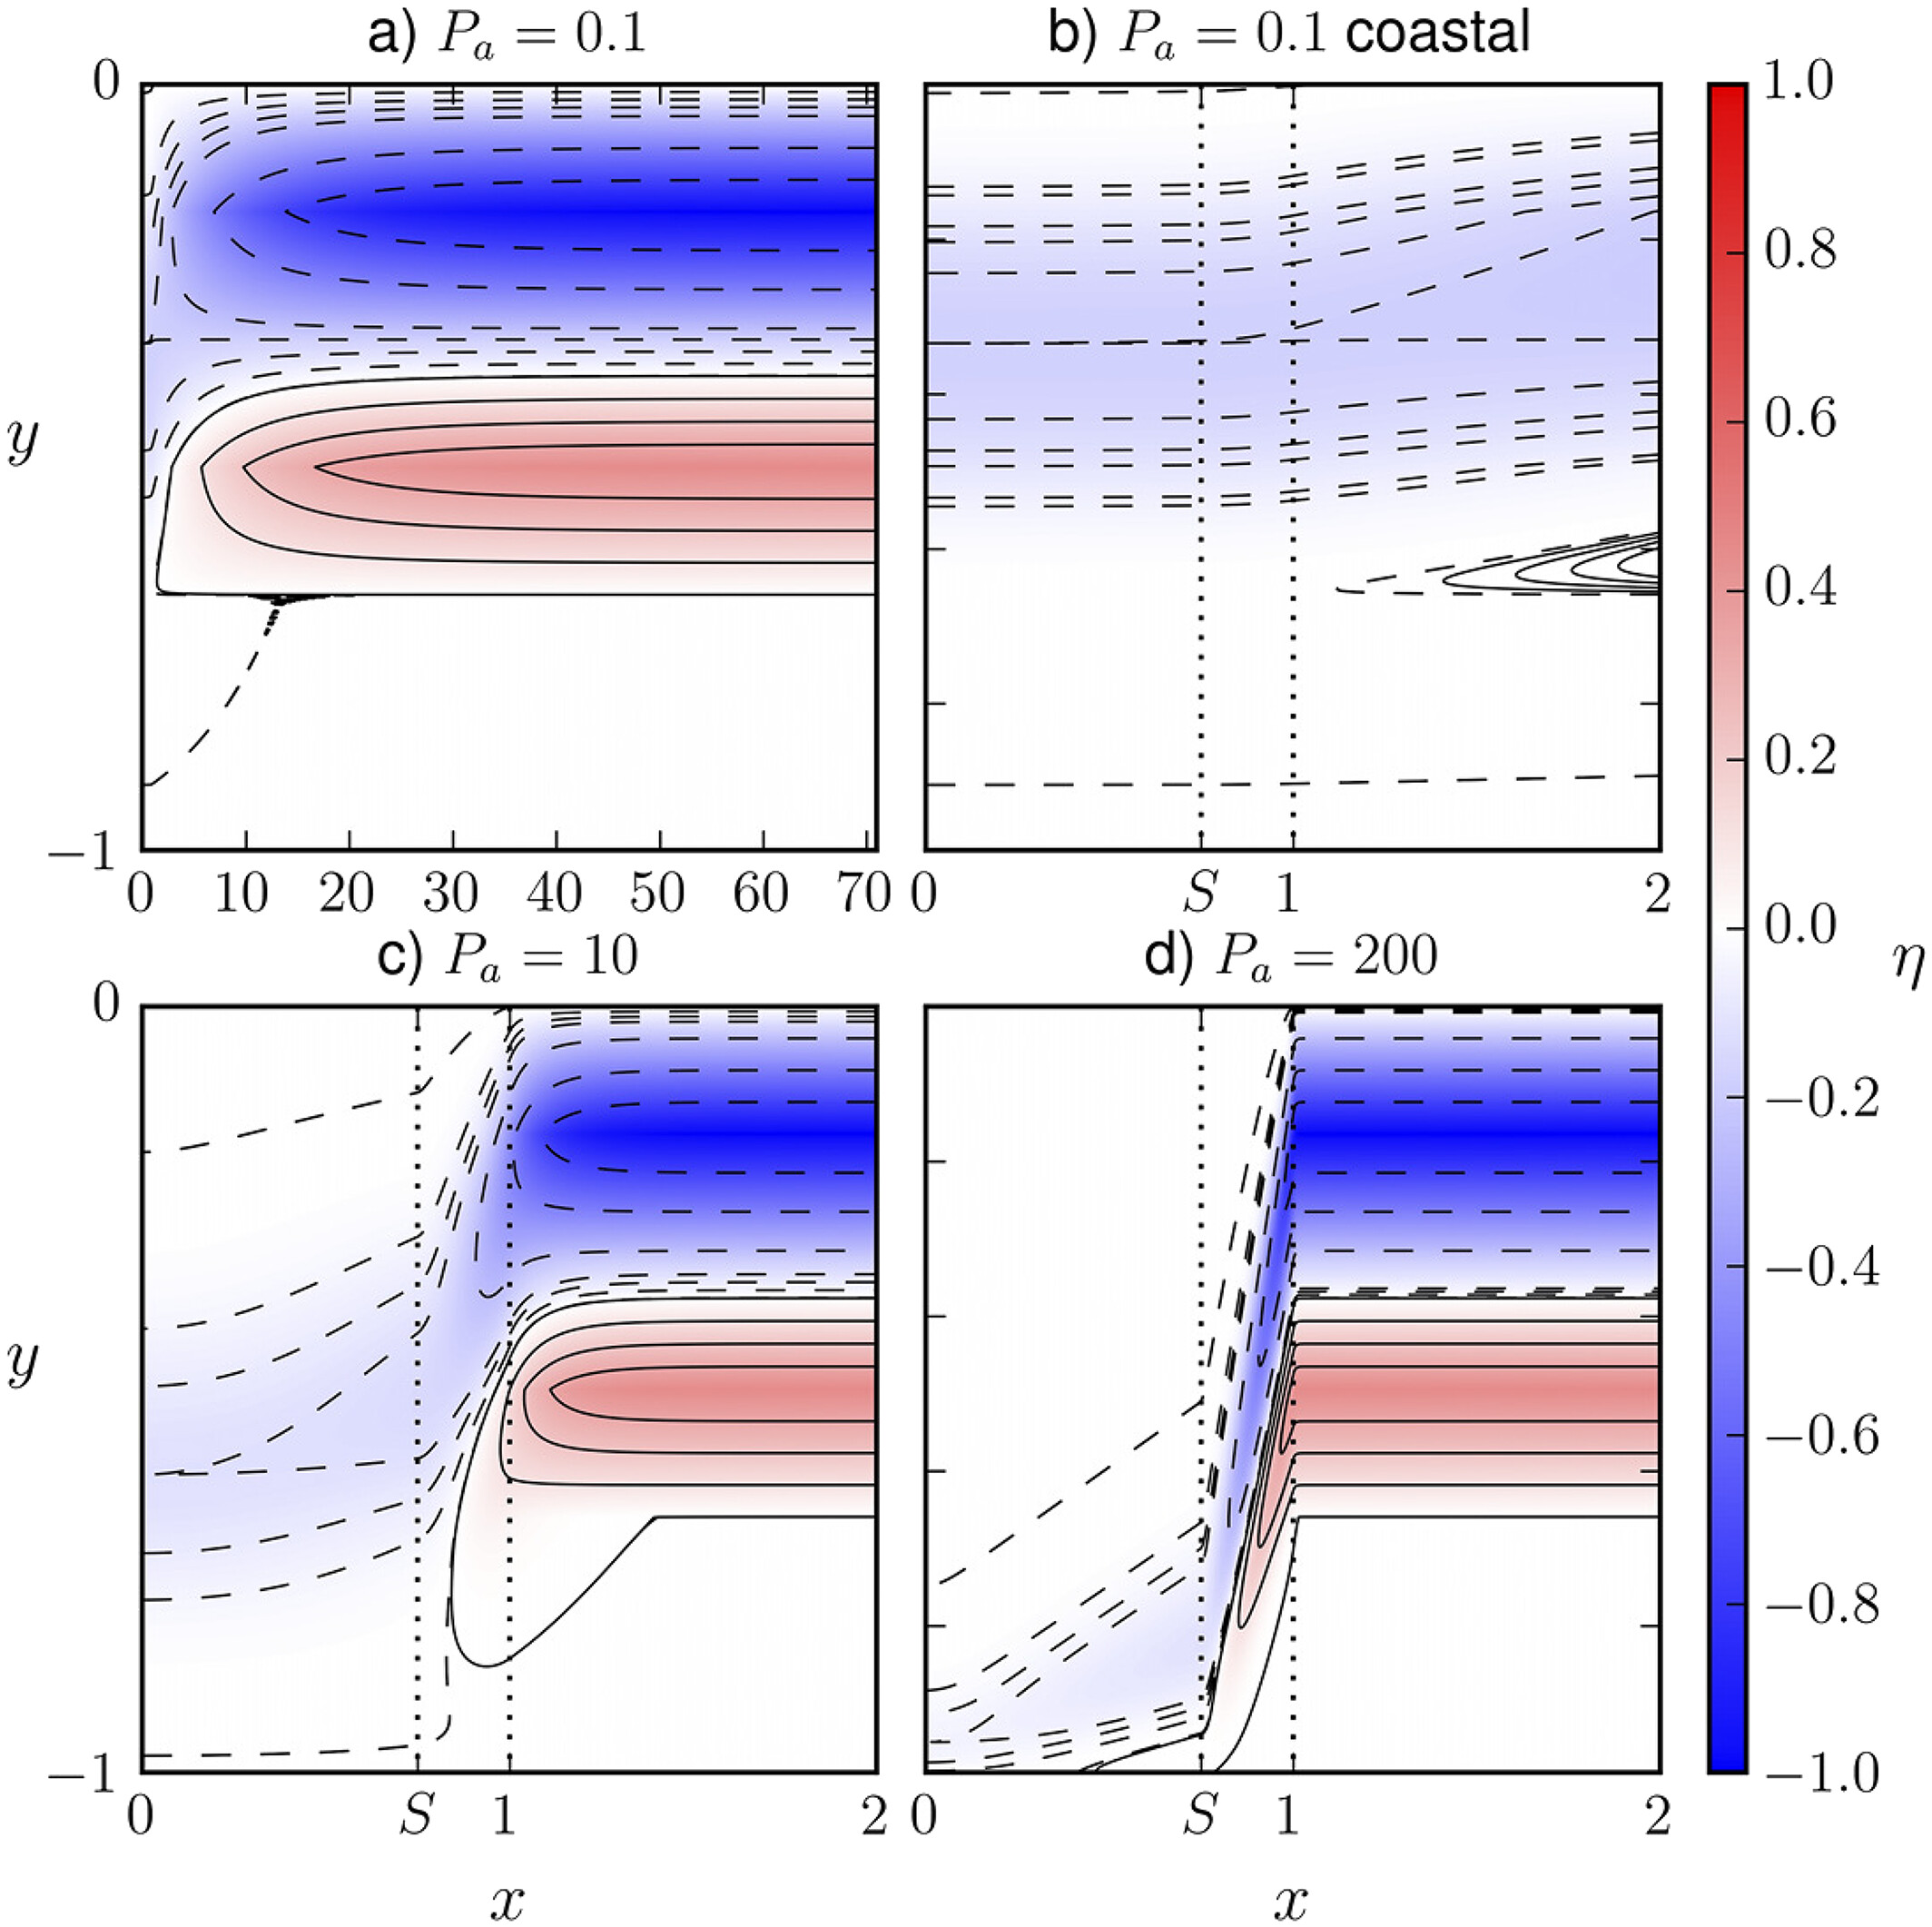 a) Pₐ = 0.1
b) Pₐ = 0.1 coastal
0
y
−1
0 10 20 30 40 50 60 70
0 S 1 2
c) Pₐ = 10
d) Pₐ = 200
0
y
−1
0 S 1 2
0 S 1 2
x
x
1.0
0.8
0.6
0.4
0.2
0.0
−0.2
−0.4
−0.6
−0.8
−1.0
η